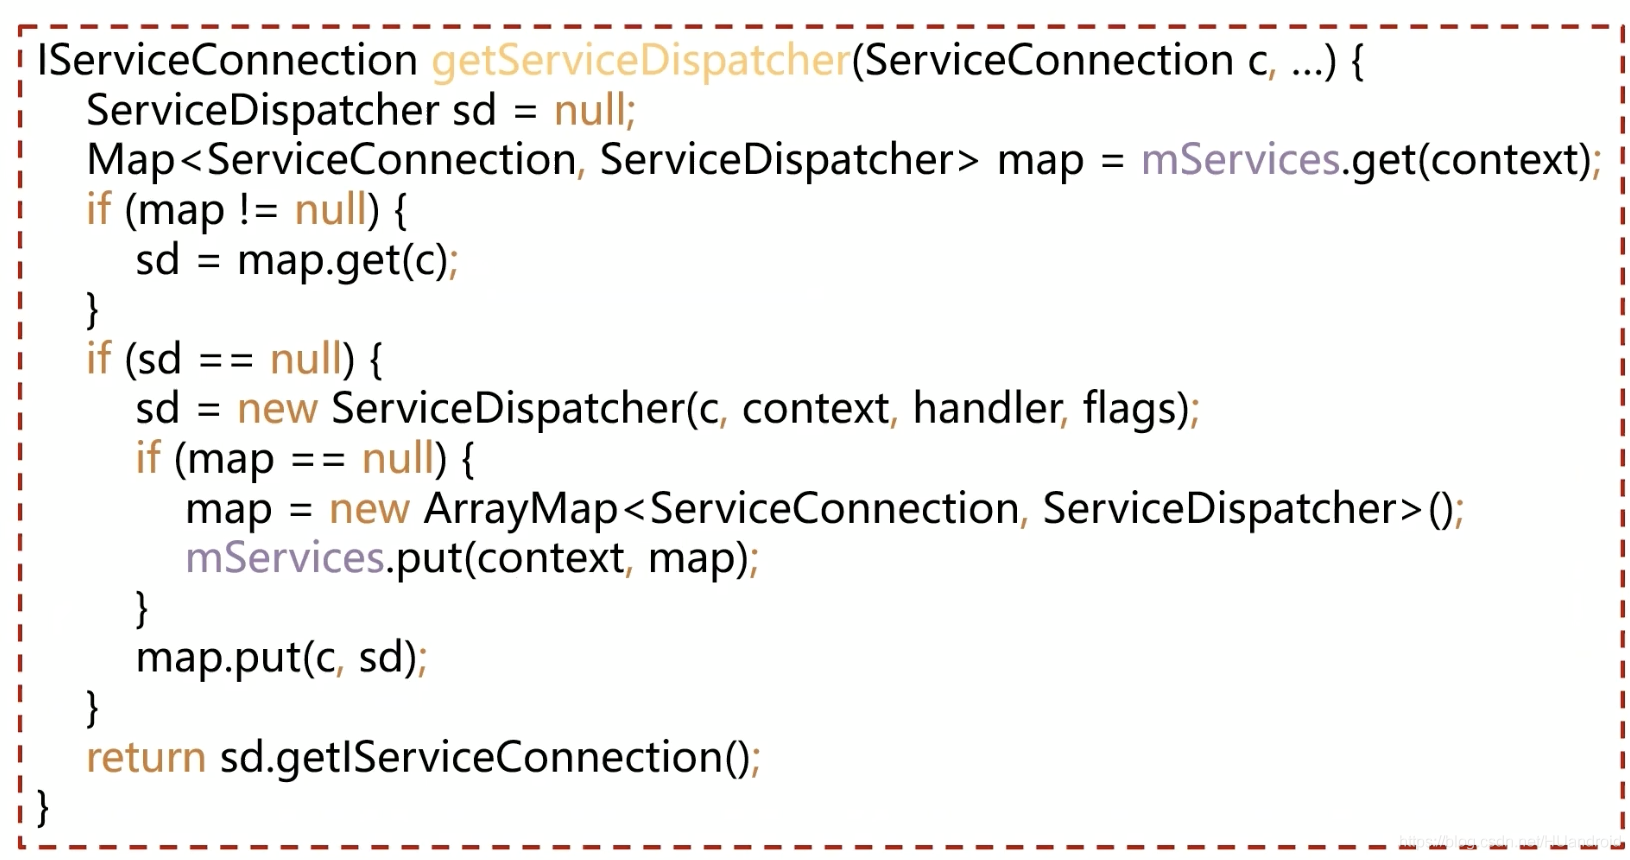 IServiceConnection getServiceDispatcher(ServiceConnection c, ...) {
    ServiceDispatcher sd = null;
    Map<ServiceConnection, ServiceDispatcher> map = mServices.get(context);
    if (map != null) {
        sd = map.get(c);
    }
    if (sd == null) {
        sd = new ServiceDispatcher(c, context, handler, flags);
        if (map == null) {
            map = new ArrayMap<ServiceConnection, ServiceDispatcher>();
            mServices.put(context, map);
        }
        map.put(c, sd);
    }
    return sd.getIServiceConnection();
}
https://blog.csdn.net/HUandroid